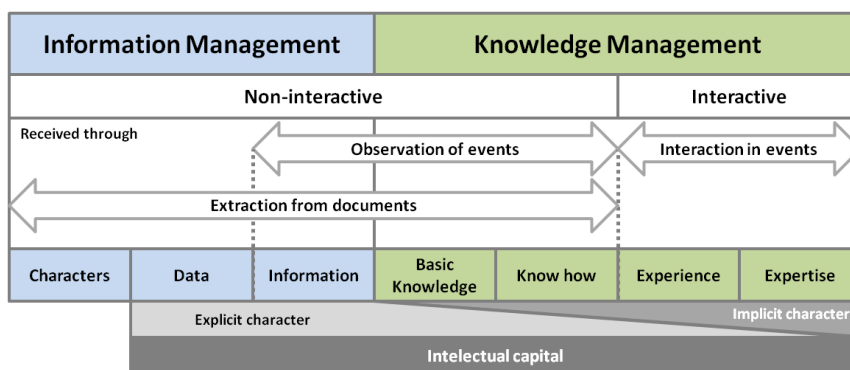 Information Management
Knowledge Management
Non-interactive
Interactive
Received through
Observation of events
Interaction in events
Extraction from documents
Characters
Data
Information
Basic
Knowledge
Know how
Experience
Expertise
Explicit character
Implicit character
Intelectual capital